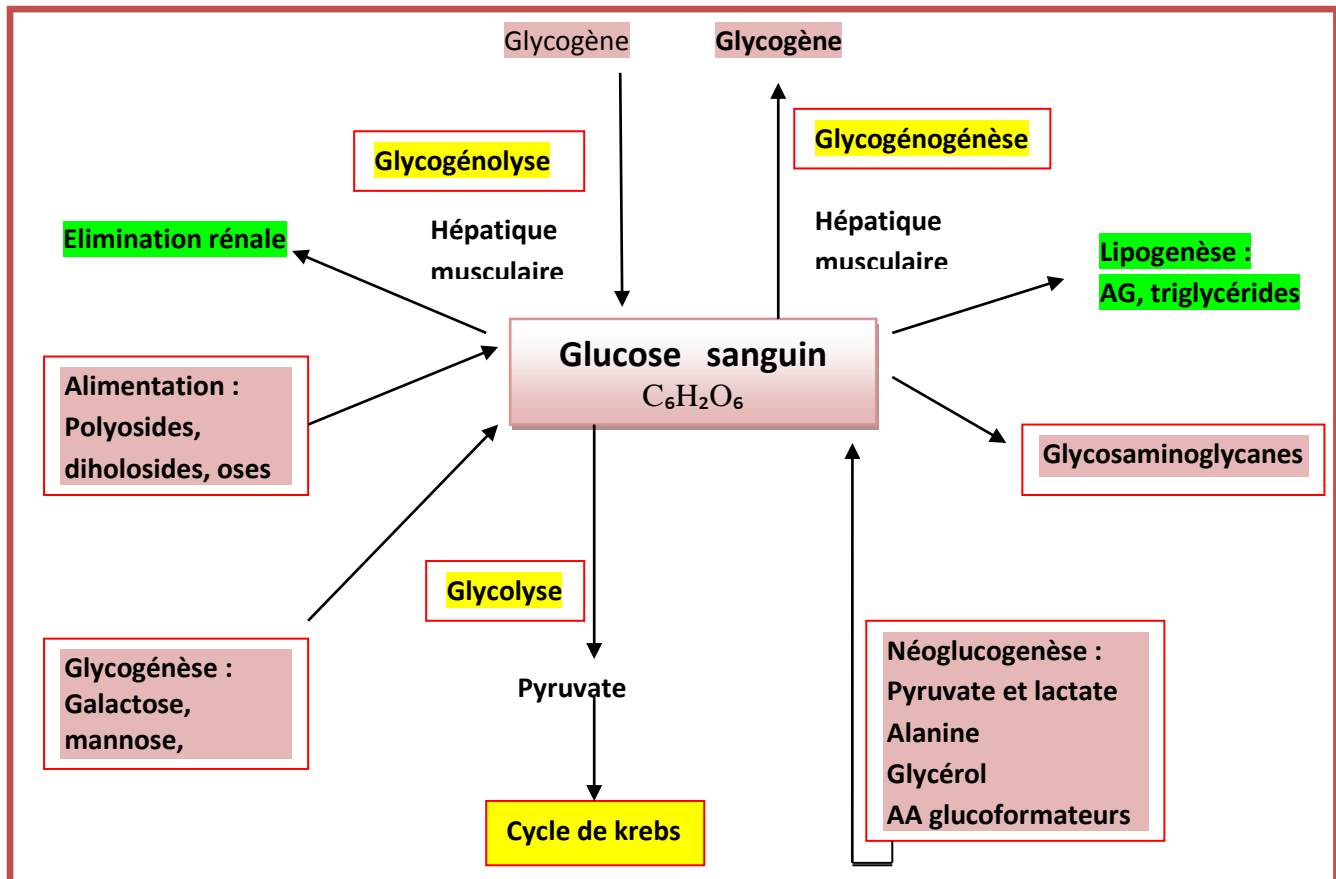 Glycogène
Glycogène
Glycogénolyse
Glycogénogénèse
Hépatique
musculaire
Hépatique
musculaire
Elimination rénale
Lipogenèse :
AG, triglycérides
Glucose sanguin
C₆H₂O₆
Alimentation :
Polyosides,
diholosides, oses
Glycosaminoglycanes
Glycolyse
Glycogénèse :
Galactose,
mannose,
Pyruvate
Néoglucogenèse :
Pyruvate et lactate
Alanine
Glycérol
AA glucoformateurs
Cycle de krebs